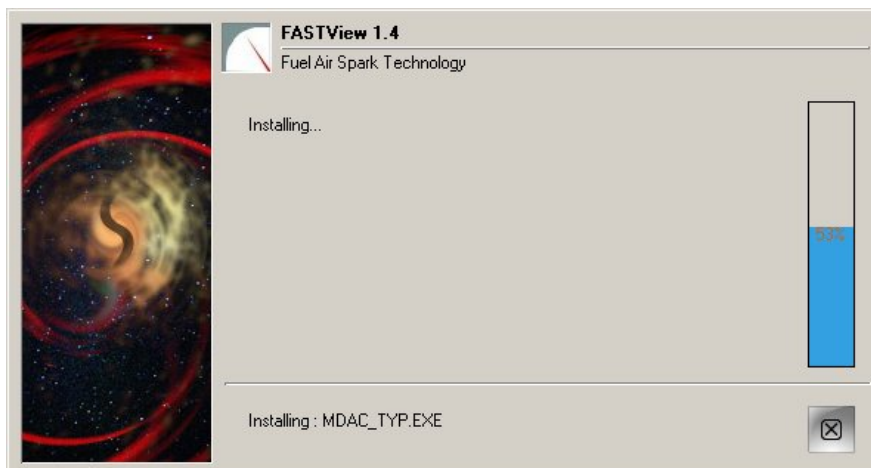 FASTView 1.4
Fuel Air Spark Technology
Installing...
53%
Installing : MDAC_TYP.EXE